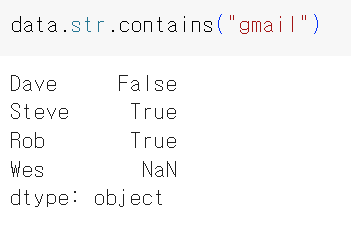 data.str.contains("gmail")
Dave False
Steve True
Rob True
Wes NaN
dtype: object